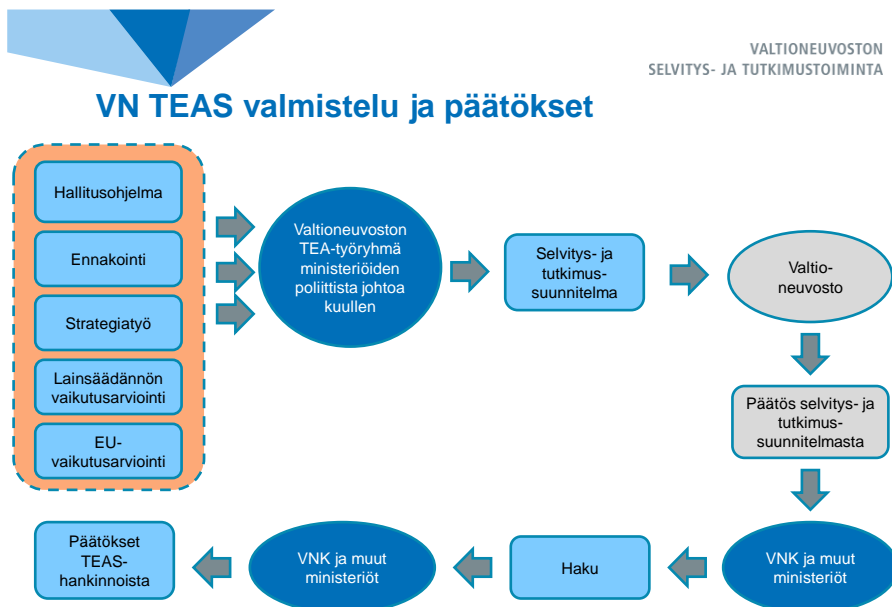 VALTIONEUVOSTON
SELVITYS- JA TUTKIMUSTOIMINTA
VN TEAS valmistelu ja päätökset
Hallitusohjelma
Ennakointi
Strategiatyö
Lainsäädännön
vaikutusarviointi
EU-
vaikutusarviointi
Valtioneuvoston
TEA-työryhmä
ministeriöiden
poliittista johtoa
kuullen
Selvitys- ja
tutkimus-
suunnitelma
Valtio-
neuvosto
Päätös selvitys- ja
tutkimus-
suunnitelmasta
VNK ja muut
ministeriöt
Haku
VNK ja muut
ministeriöt
Päätökset
TEAS-
hankinnoista